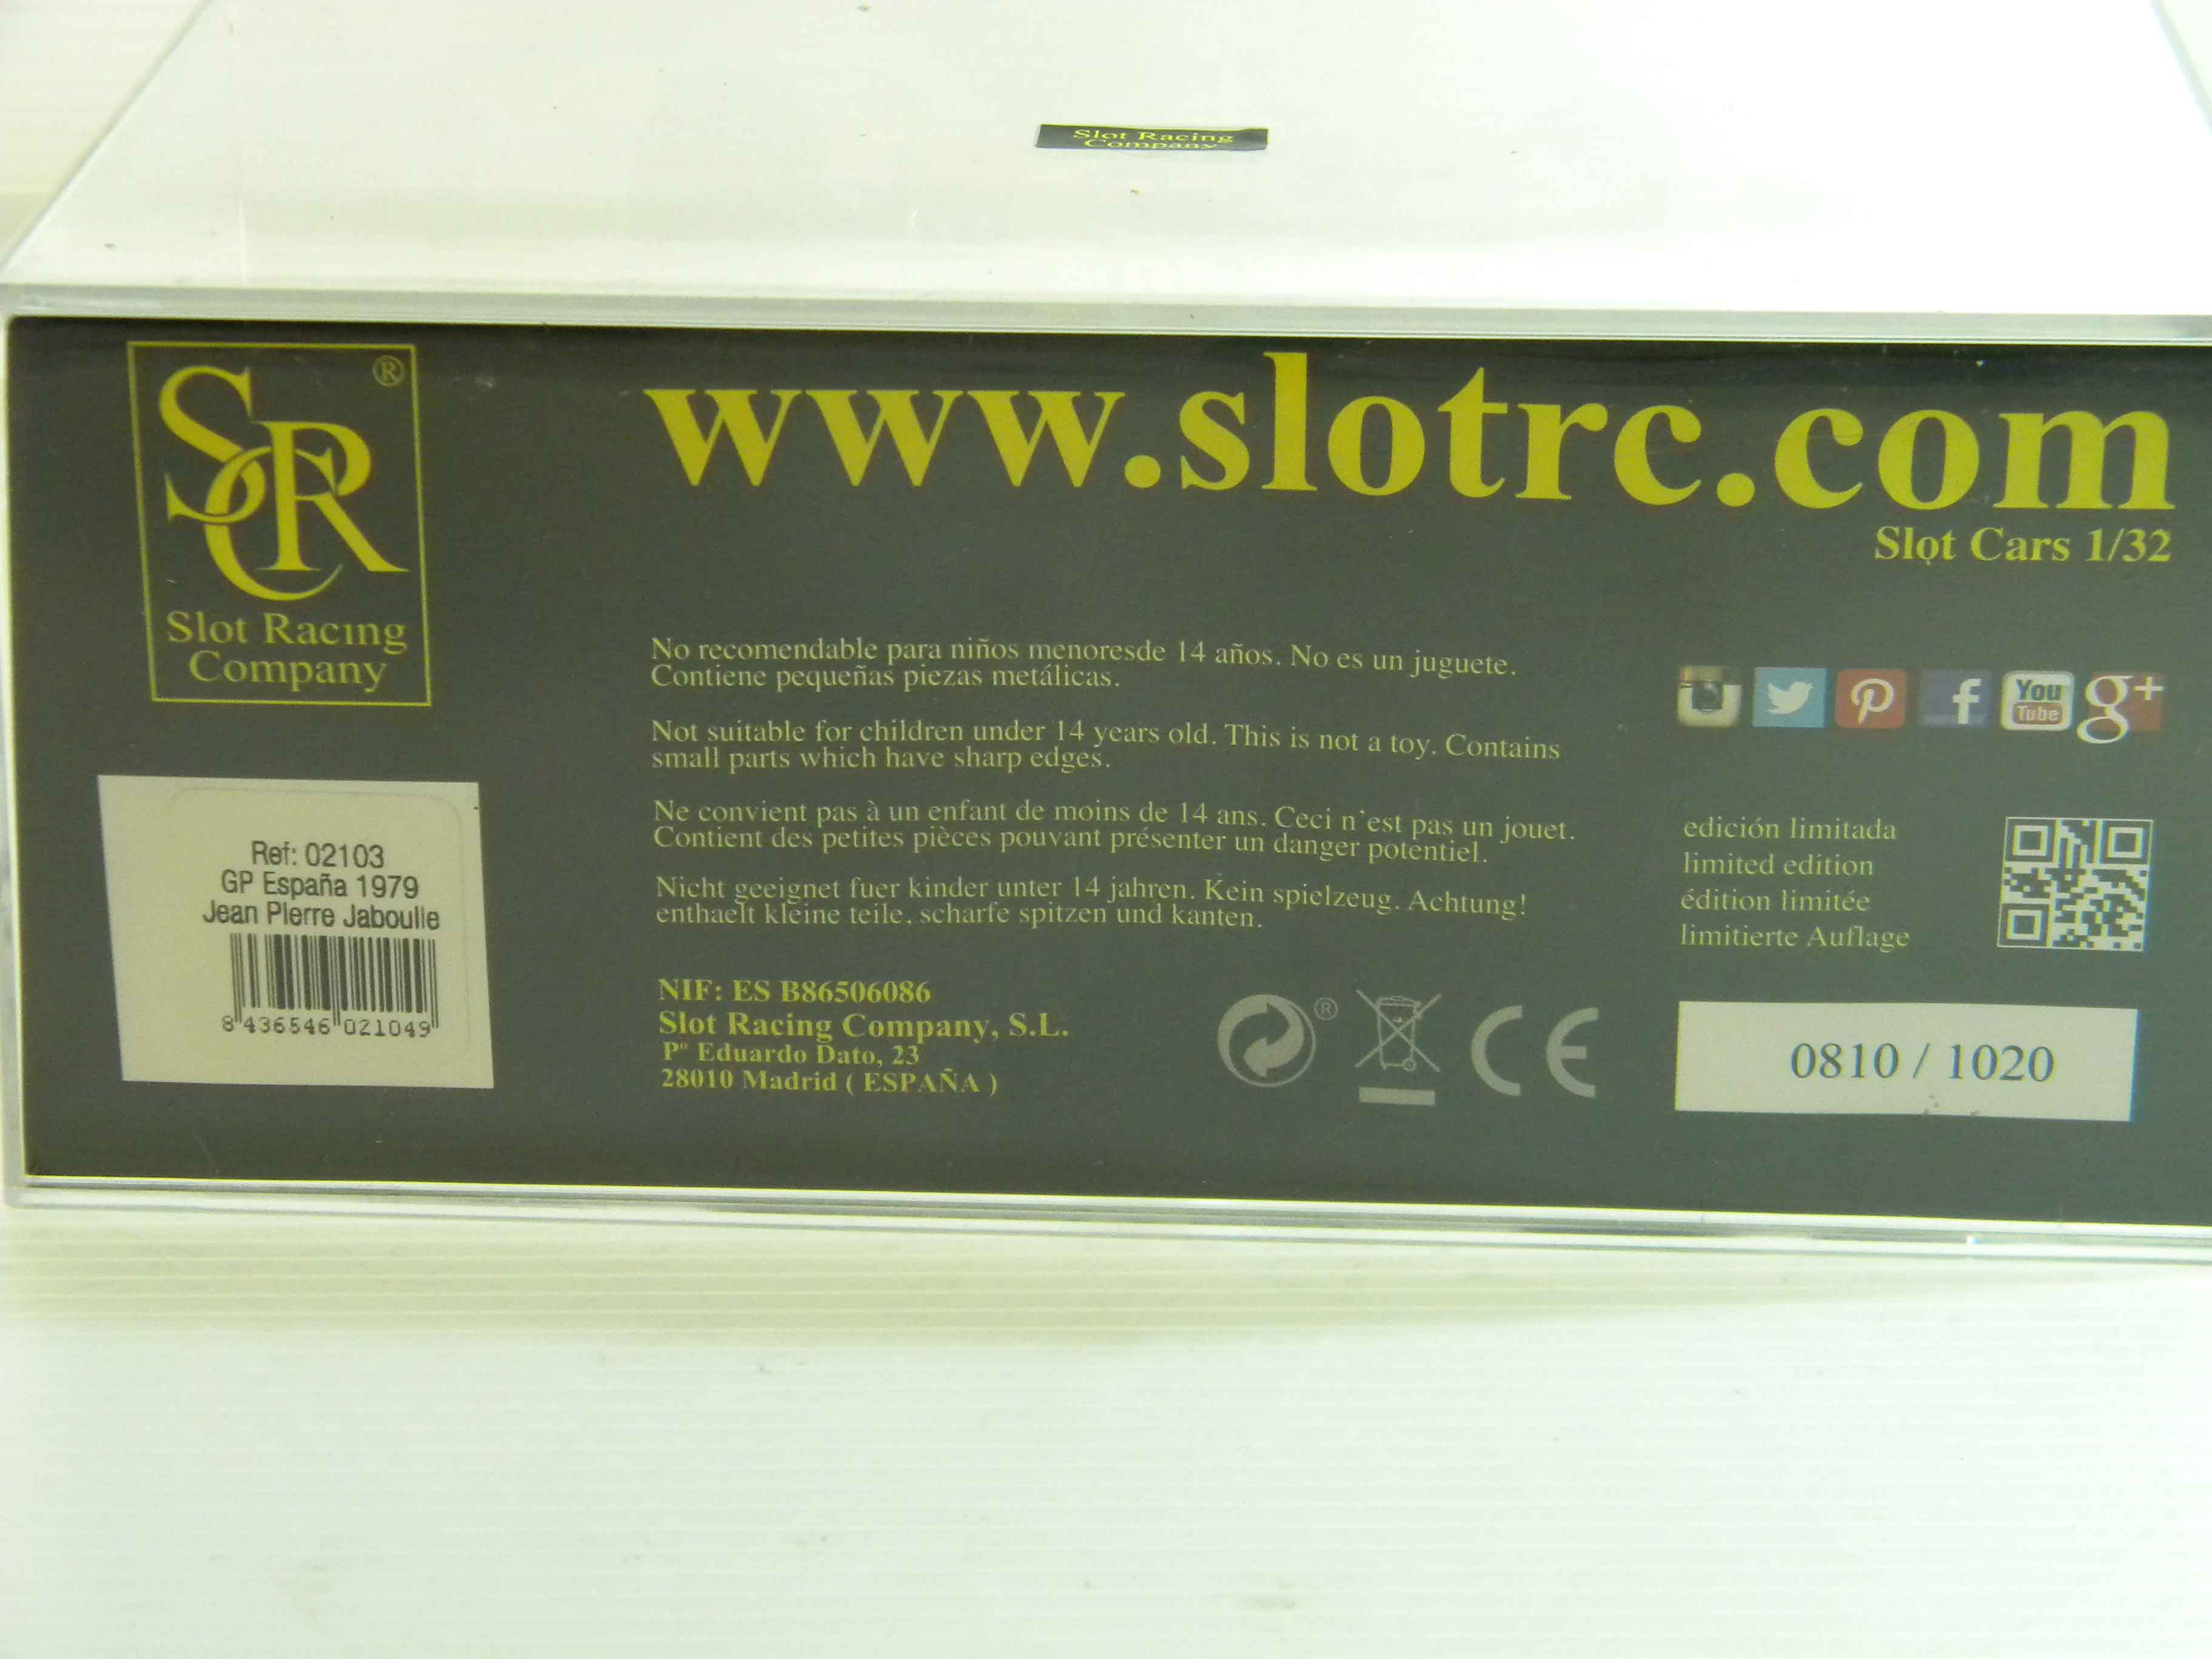 Slot Racing
Company
SCR
®
Slot Racing
Company
www.slotrc.com
Slot Cars 1/32
No recomendable para niños menoresde 14 años. No es un juguete.
Contiene pequeñas piezas metálicas.
Not suitable for children under 14 years old. This is not a toy. Contains
small parts which have sharp edges.
Ne convient pas à un enfant de moins de 14 ans. Ceci n'est pas un jouet.
Contient des petites pièces pouvant présenter un danger potentiel.
Nicht geeignet fuer kinder unter 14 jahren. Kein spielzeug. Achtung!
enthaelt kleine teile, scharfe spitzen und kanten.
NIF: ES B86506086
Slot Racing Company, S.L.
Pº Eduardo Dato, 23
28010 Madrid ( ESPAÑA )
Ref: 02103
GP España 1979
Jean Pierre Jaboulle
8 436546 021049
®
CE
You
Tube
g+
edición limitada
limited edition
édition limitée
limitierte Auflage
0810 / 1020